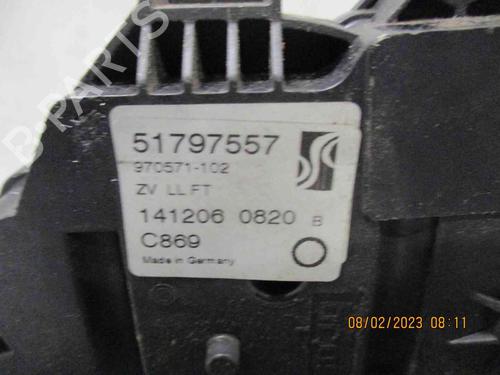 51797557
970571-102
ZV LL FT
141206 0820 B
C869
Made in Germany
B-PARTS
08/02/2023 08:11